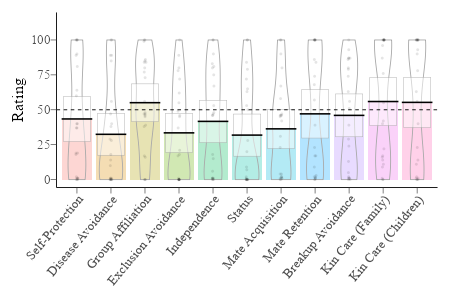 100
75
50
25
0
Rating
Self-Protection
Disease Avoidance
Group Affiliation
Exclusion Avoidance
Independence
Status
Mate Acquisition
Mate Retention
Breakup Avoidance
Kin Care (Family)
Kin Care (Children)